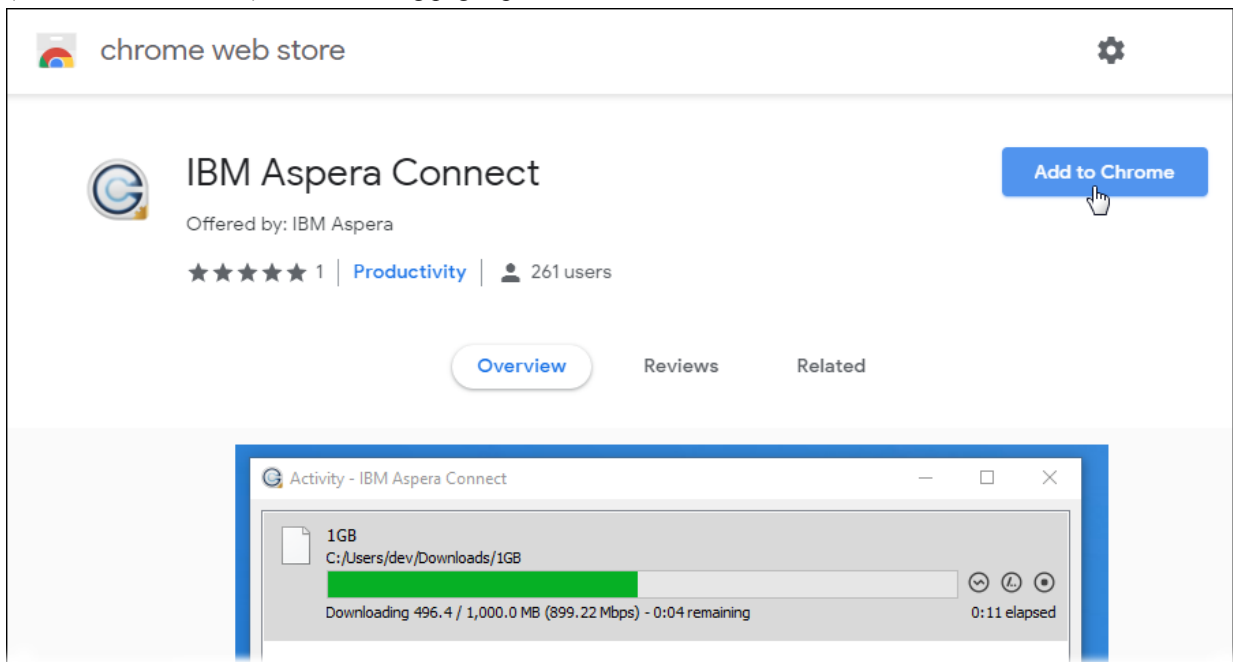 chrome web store
IBM Aspera Connect
Add to Chrome
Offered by: IBM Aspera
★★★★★ 1 | Productivity | 261 users
Overview Reviews Related
Activity - IBM Aspera Connect
1GB
C:/Users/dev/Downloads/1GB
Downloading 496.4 / 1,000.0 MB (899.22 Mbps) - 0:04 remaining 0:11 elapsed